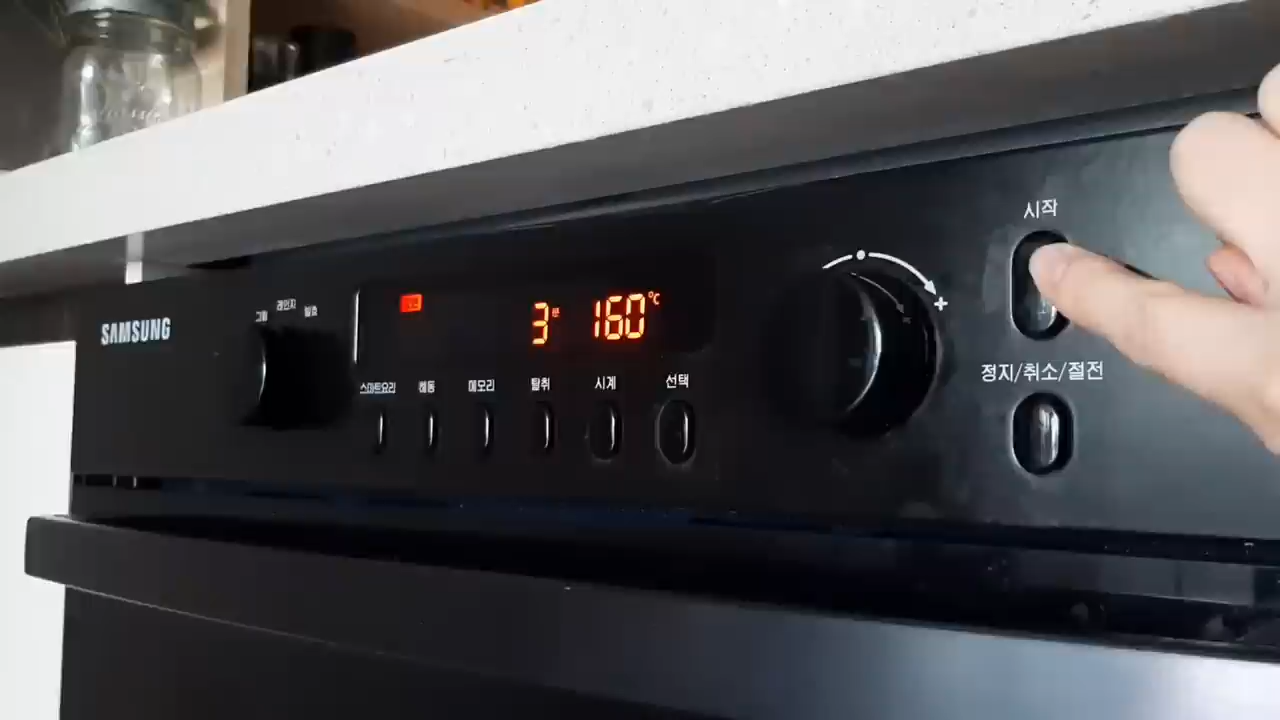 시작
SAMSUNG
그릴
레인지
발효
3분 160℃
스마트요리 해동 메모리 탈취 시계 선택
+
정지/취소/절전